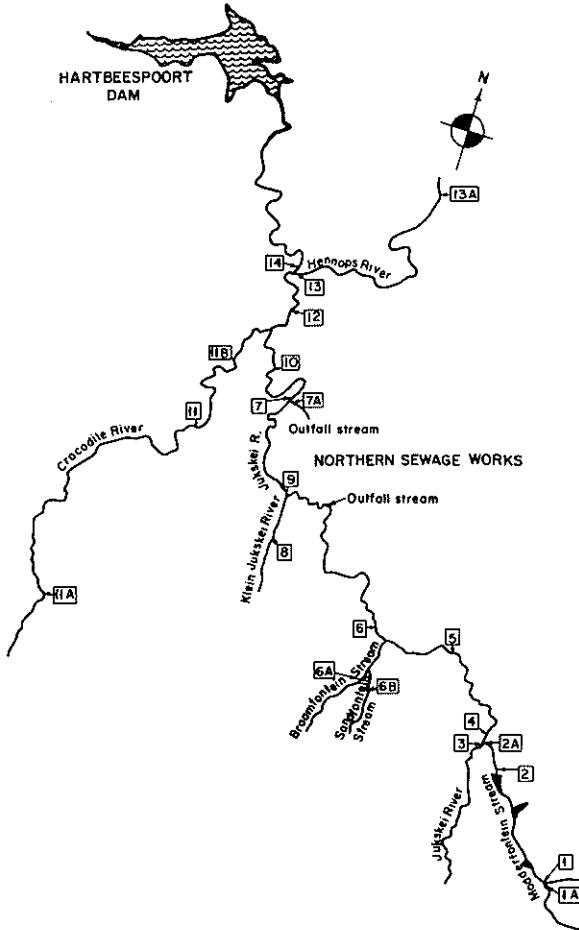 HARTBEESPOORT
DAM
N
13A
14
Hennops River
13
12
11B
10
11
7
7A
Outfall stream
Crocodile River
Jukskei R.
NORTHERN SEWAGE WORKS
9
Outfall stream
Klein Jukskei River
8
11A
6
5
6A
6B
Braamfontein Stream
Sandfontein
Stream
4
3
2A
2
Jukskei River
Modderfontein Stream
1
1A